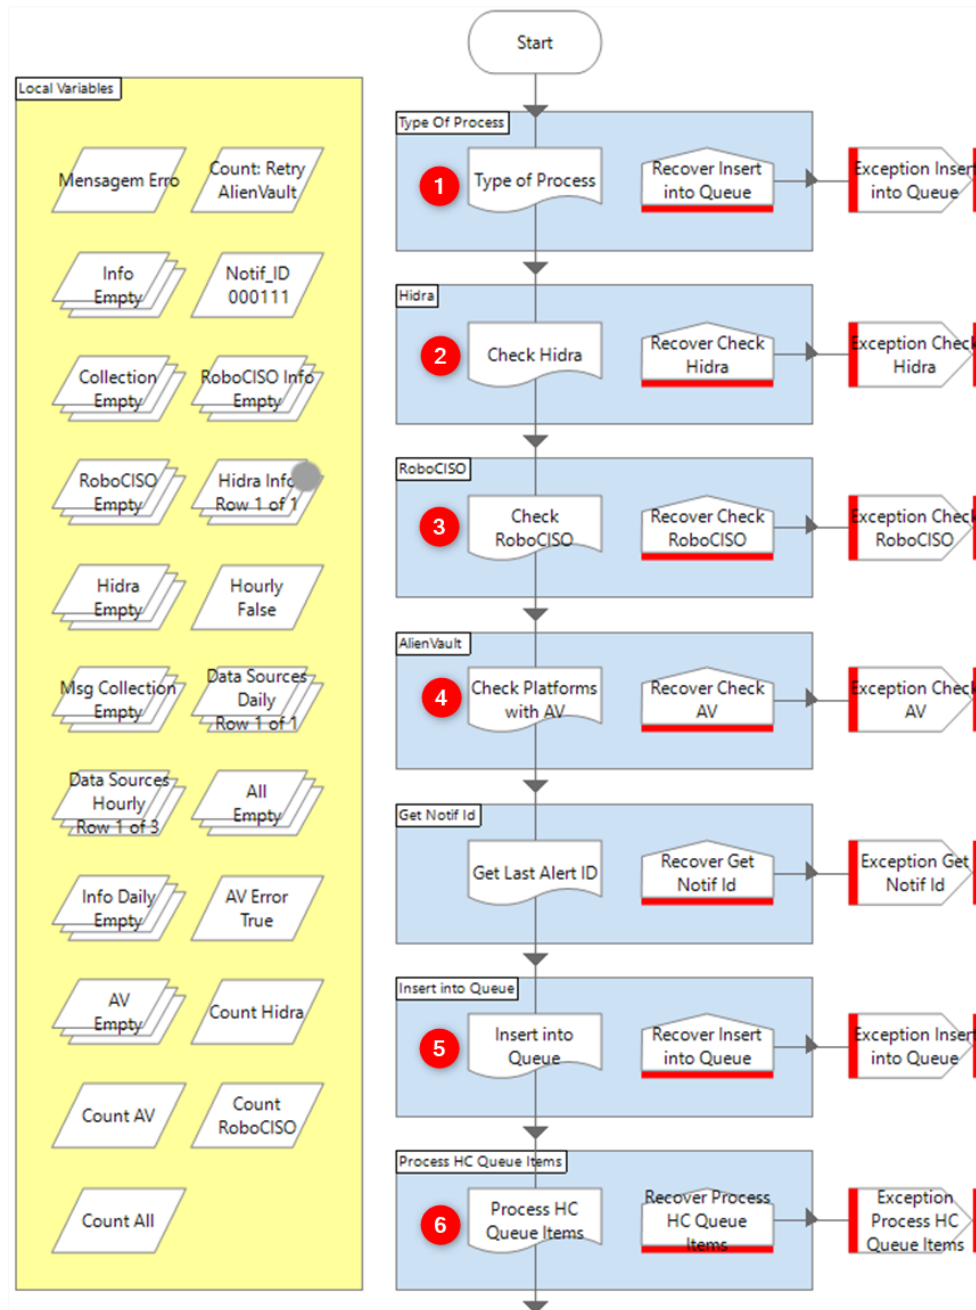 Start
Local Variables
Mensagem Erro
Count: Retry
AlienVault
Info
Empty
Notif_ID
000111
Collection
Empty
RoboCISO Info
Empty
RoboCISO
Empty
Hidra Info
Row 1 of 1
Hidra
Empty
Hourly
False
Msg Collection
Empty
Data Sources
Daily
Row 1 of 1
Data Sources
Hourly
Row 1 of 3
All
Empty
Info Daily
Empty
AV Error
True
AV
Empty
Count Hidra
Count AV
Count
RoboCISO
Count All
Type Of Process
1
Type of Process
Recover Insert
into Queue
Exception Insert
into Queue
Hidra
2
Check Hidra
Recover Check
Hidra
Exception Check
Hidra
RoboCISO
3
Check
RoboCISO
Recover Check
RoboCISO
Exception Check
RoboCISO
AlienVault
4
Check Platforms
with AV
Recover Check
AV
Exception Check
AV
Get Notif Id
Get Last Alert ID
Recover Get
Notif Id
Exception Get
Notif Id
Insert into Queue
5
Insert into
Queue
Recover Insert
into Queue
Exception Insert
into Queue
Process HC Queue Items
6
Process HC
Queue Items
Recover Process
HC Queue
Items
Exception
Process HC
Queue Items